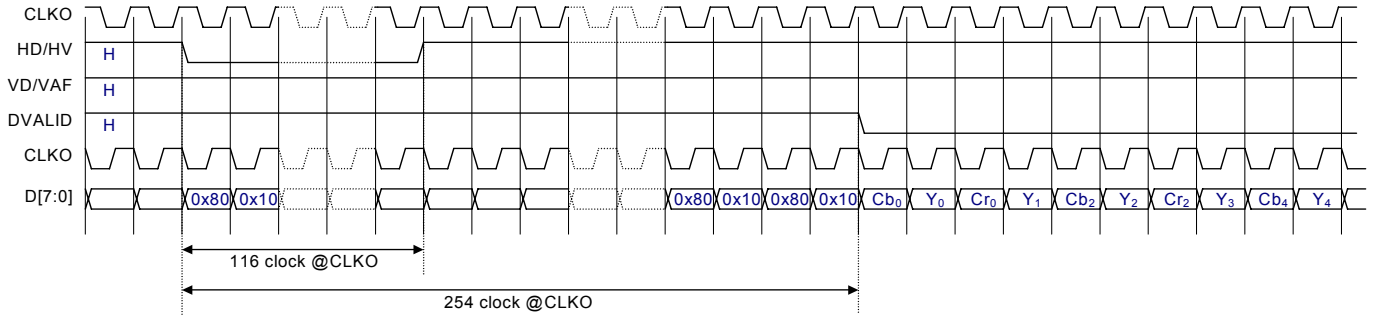 CLKO
HD/HV H
VD/VAF H
DVALID H
CLKO
D[7:0] 0x80 0x10 0x80 0x10 0x80 0x10 Cb0 Y0 Cr0 Y1 Cb2 Y2 Cr2 Y3 Cb4 Y4
116 clock @CLKO
254 clock @CLKO